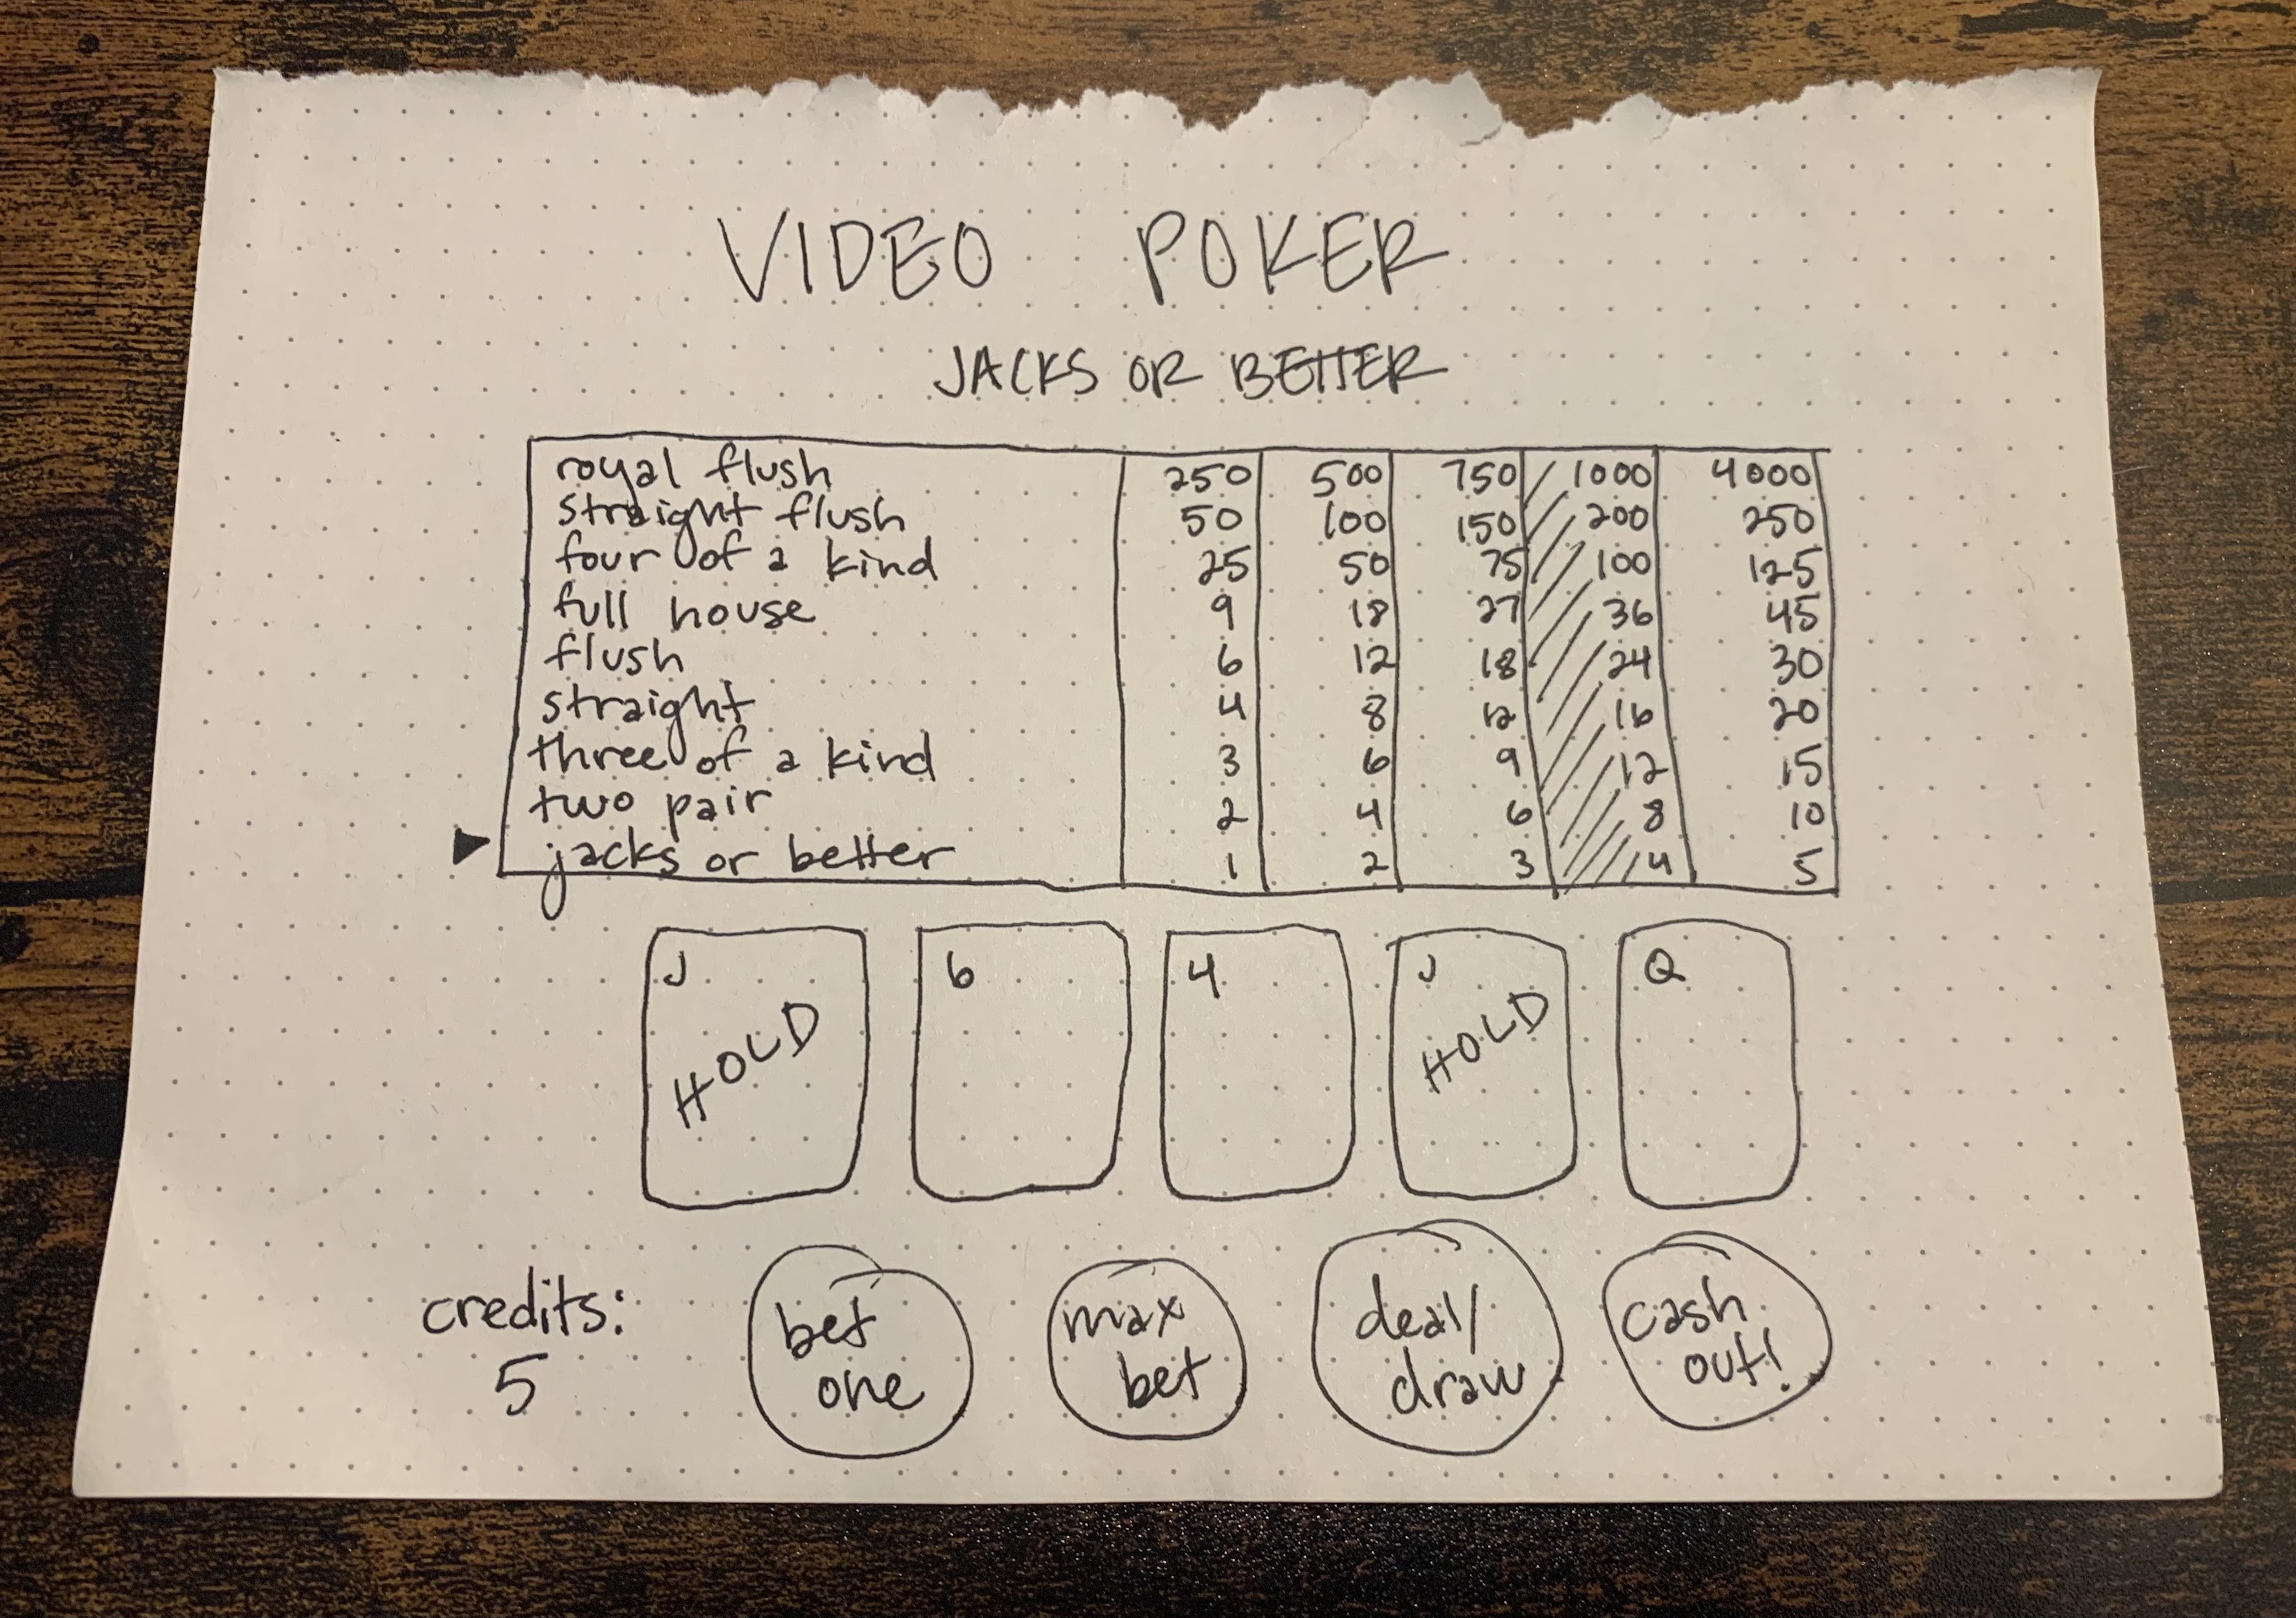 VIDEO POKER
JACKS OR BETTER
royal flush 250 500 750 1000 4000
straight flush 50 100 150 200 250
four of a kind 25 50 75 100 125
full house 9 18 27 36 45
flush 6 12 18 24 30
straight 4 8 12 16 20
three of a kind 3 6 9 12 15
two pair 2 4 6 8 10
jacks or better 1 2 3 4 5
J 6 4 J Q
HOLD HOLD
credits:
5
bet
one
max
bet
deal/
draw
cash
out!